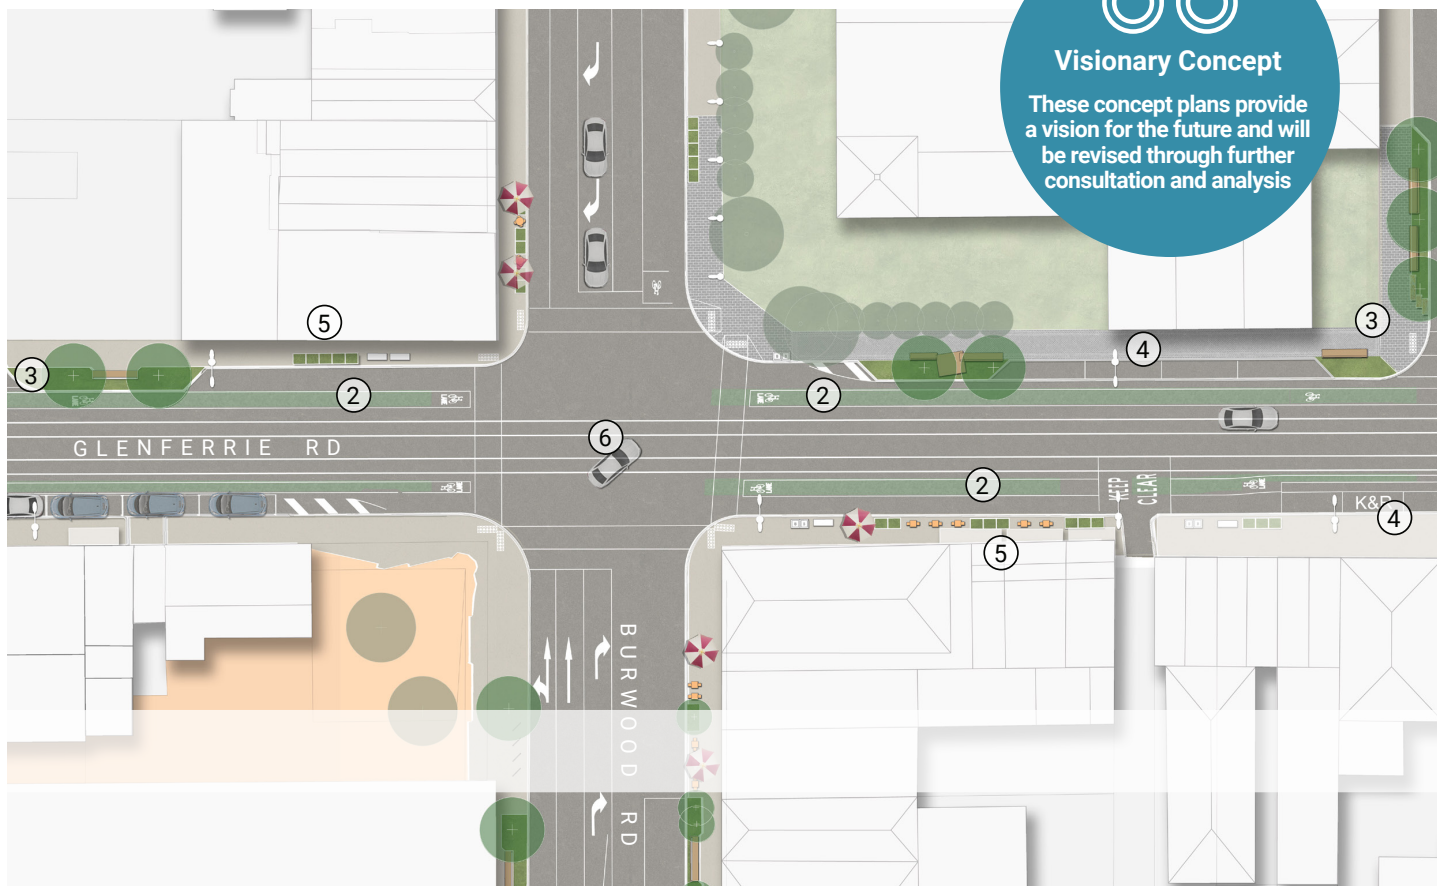 Visionary Concept
These concept plans provide
a vision for the future and will
be revised through further
consultation and analysis
5
3
4
3
2
2
GLENFERRIE RD
6
2
KEEP
CLEAR
K&R
4
5
BURWOOD RD